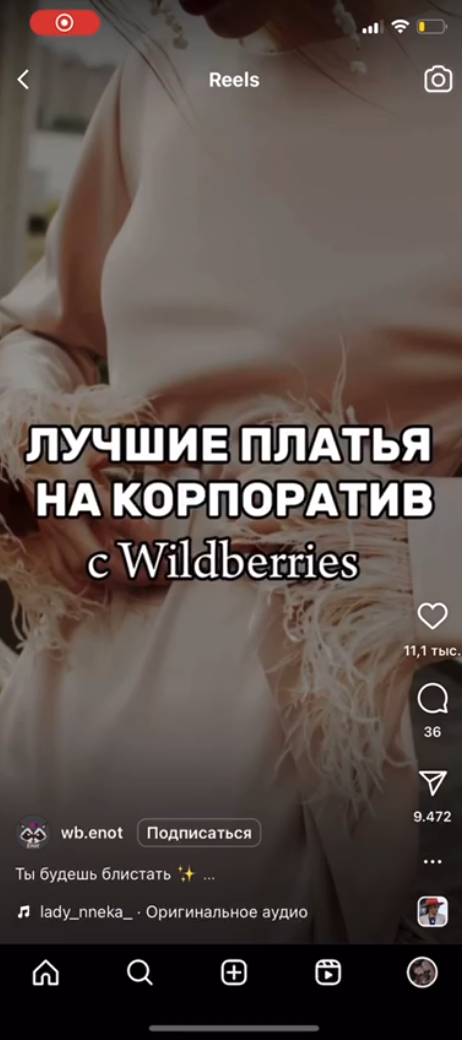 Reels
ЛУЧШИЕ ПЛАТЬЯ
НА КОРПОРАТИВ
с Wildberries
11,1 тыс.
36
9.472
wb.enot Подписаться
Ты будешь блистать ✨ ...
lady_nneka_ · Оригинальное аудио